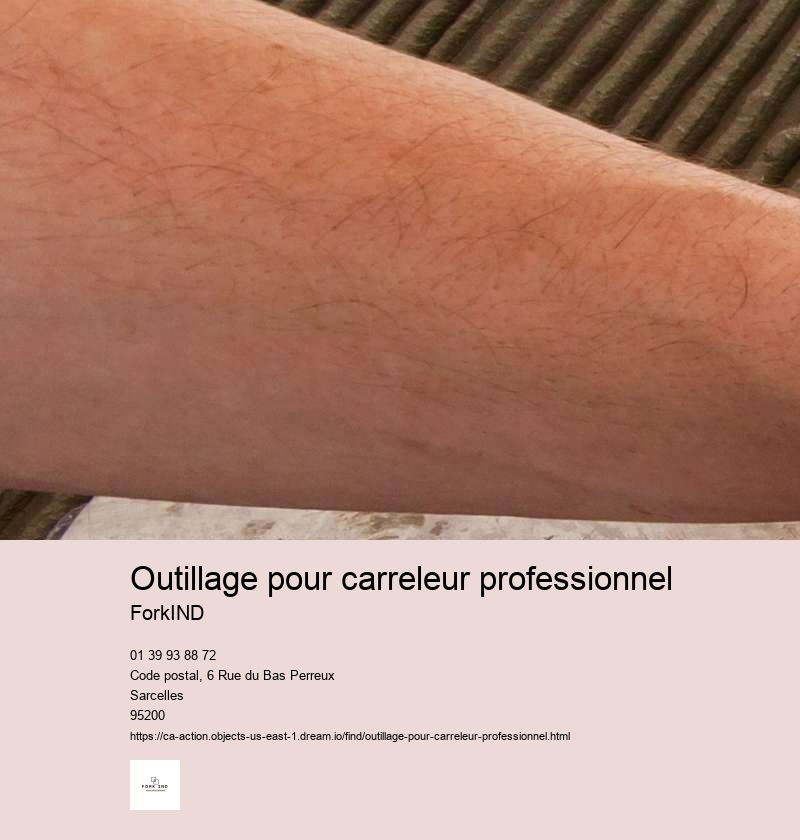 Outillage pour carreleur professionnel
ForkIND
01 39 93 88 72
Code postal, 6 Rue du Bas Perreux
Sarcelles
95200
https://ca-action.objects-us-east-1.dream.io/find/outillage-pour-carreleur-professionnel.html
FORK IND